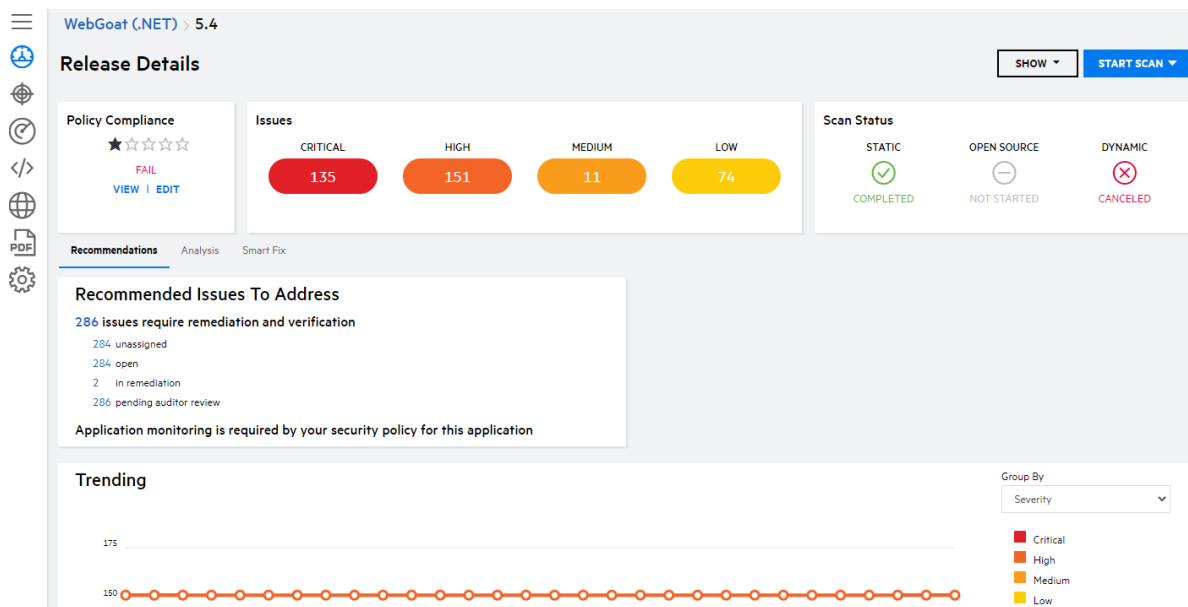 WebGoat (.NET) > 5.4
Release Details
SHOW
START SCAN
Policy Compliance
FAIL
VIEW | EDIT
Issues
CRITICAL HIGH MEDIUM LOW
135 151 11 74
Scan Status
STATIC OPEN SOURCE DYNAMIC
COMPLETED NOT STARTED CANCELED
PDF
Recommendations Analysis Smart Fix
Recommended Issues To Address
286 issues require remediation and verification
284 unassigned
284 open
2 in remediation
286 pending auditor review
Application monitoring is required by your security policy for this application
Trending
Group By
Severity
175
150
Critical
High
Medium
Low